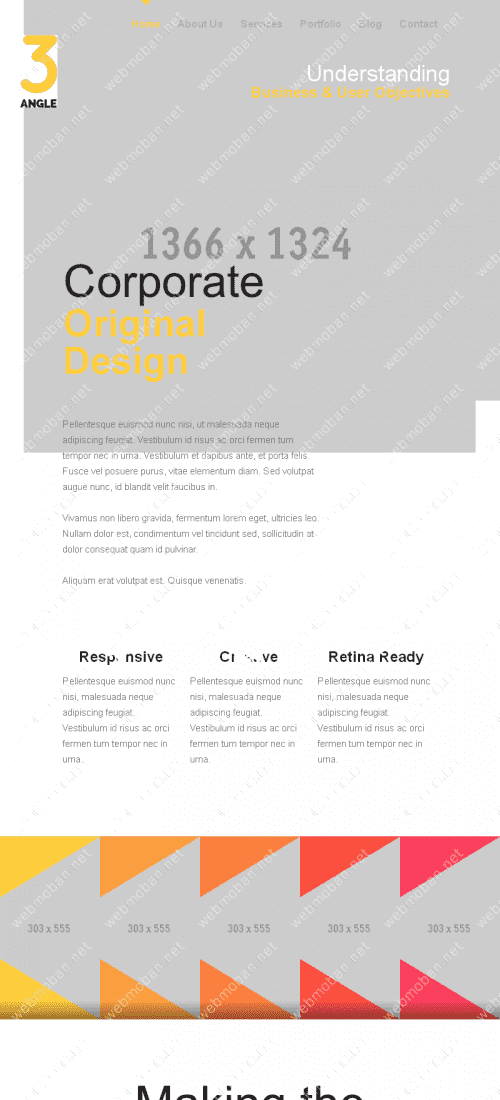 Home About Us Services Portfolio Blog Contact
3
ANGLE
Understanding
Business & User Objectives
1366 x 1324
Corporate
Original
Design
Pellentesque euismod nunc nisi, ut malesuada neque
adipiscing feugiat. Vestibulum id risus ac orci fermen tum
tempor nec in urna. Vestibulum et dapibus ante, et porta felis.
Fusce vel posuere purus, vitae elementum diam. Sed volutpat
augue nunc, id blandit velit faucibus in.
Vivamus non libero gravida, fermentum lorem eget, ultricies leo.
Nullam dolor est, condimentum vel tincidunt sed, sollicitudin at
dolor consequat quam id pulvinar.
Aliquam erat volutpat est. Quisque venenatis.
Responsive
Pellentesque euismod nunc
nisi, malesuada neque
adipiscing feugiat.
Vestibulum id risus ac orci
fermen tum tempor nec in
urna.
Creative
Pellentesque euismod nunc
nisi, malesuada neque
adipiscing feugiat.
Vestibulum id risus ac orci
fermen tum tempor nec in
urna.
Retina Ready
Pellentesque euismod nunc
nisi, malesuada neque
adipiscing feugiat.
Vestibulum id risus ac orci
fermen tum tempor nec in
urna.
303 x 555 303 x 555 303 x 555 303 x 555 303 x 555
Making the
webmoban.net